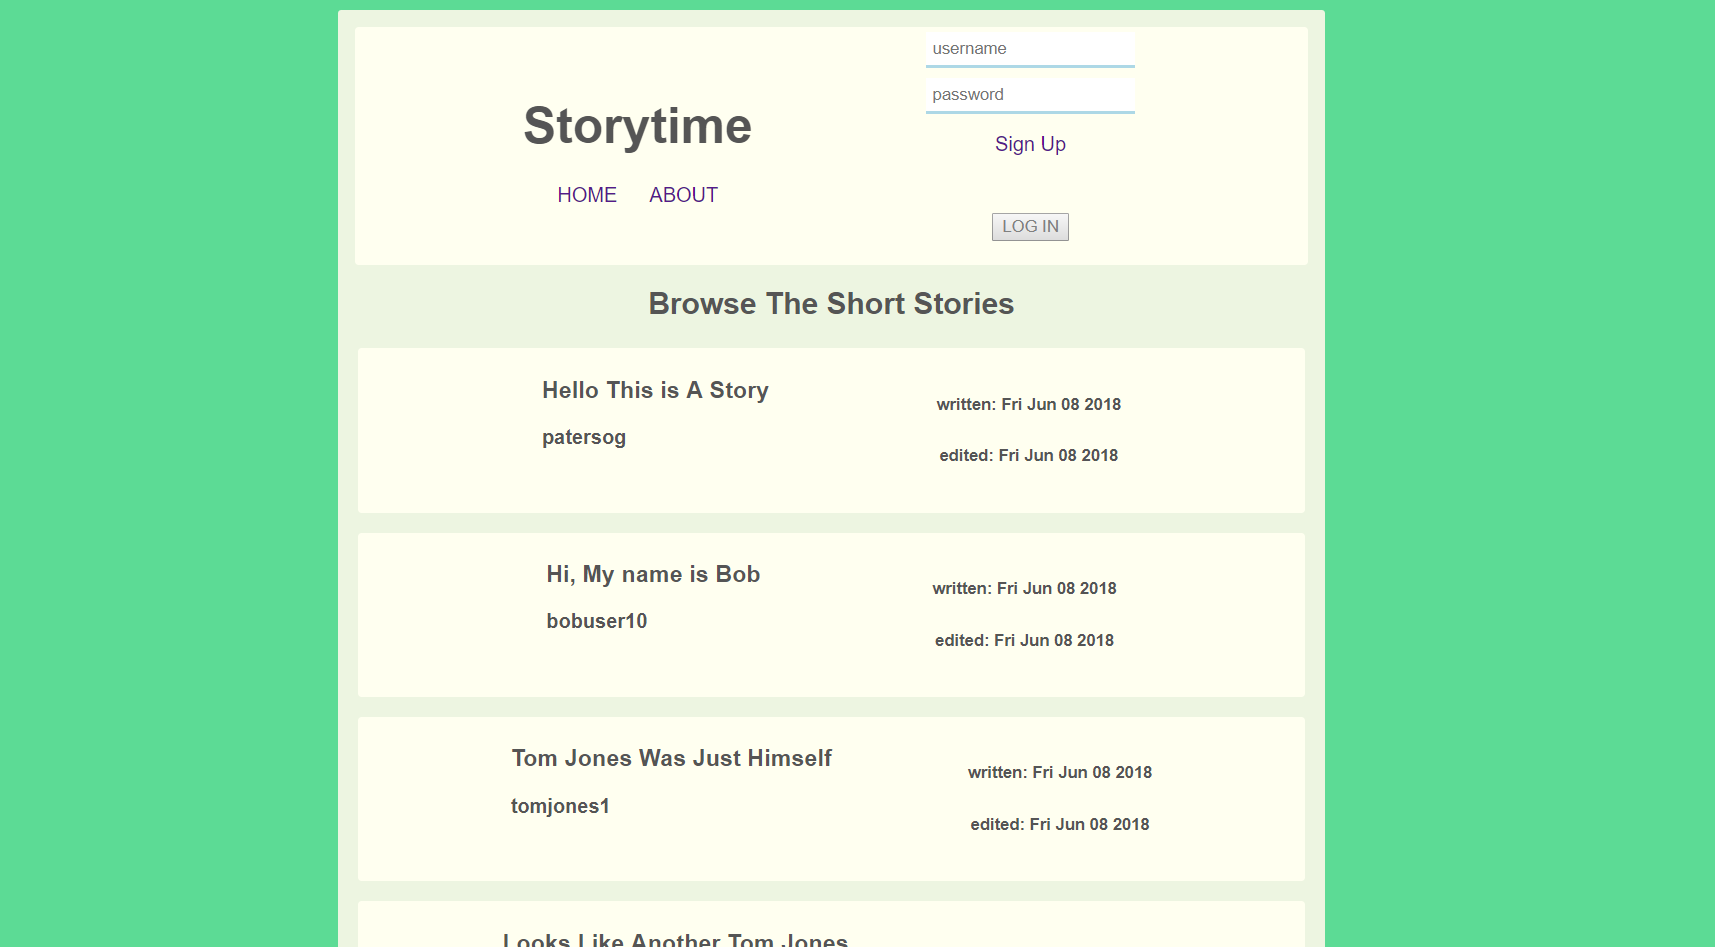 Storytime
HOME ABOUT
username
password
Sign Up
LOG IN
Browse The Short Stories
Hello This is A Story
patersog
written: Fri Jun 08 2018
edited: Fri Jun 08 2018
Hi, My name is Bob
bobuser10
written: Fri Jun 08 2018
edited: Fri Jun 08 2018
Tom Jones Was Just Himself
tomjones1
written: Fri Jun 08 2018
edited: Fri Jun 08 2018
Looks Like Another Tom Jones